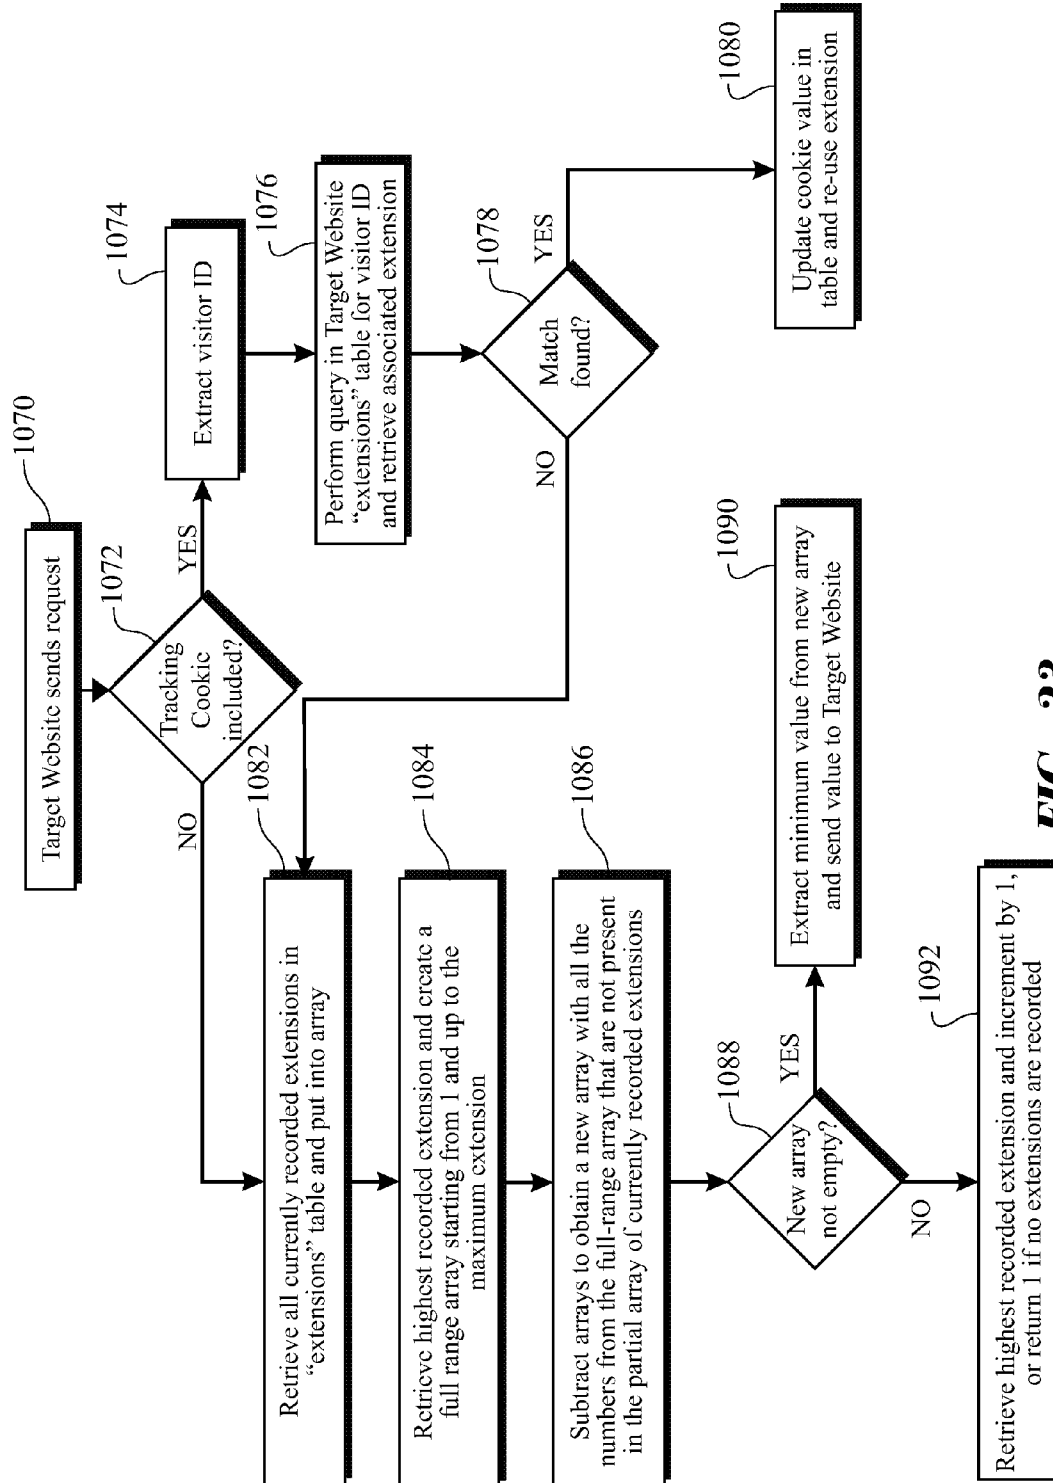 1070
Target Website sends request
1072
Tracking
Cookie
included?
YES
NO
1074
Extract visitor ID
1076
Perform query in Target Website
“extensions” table for visitor ID
and retrieve associated extension
1078
Match
found?
YES
NO
1080
Update cookie value in
table and re-use extension
1082
Retrieve all currently recorded extensions in
“extensions” table and put into array
1084
Retrieve highest recorded extension and create a
full range array starting from 1 and up to the
maximum extension
1086
Subtract arrays to obtain a new array with all the
numbers from the full-range array that are not present
in the partial array of currently recorded extensions
1088
New array
not empty?
YES
NO
1090
Extract minimum value from new array
and send value to Target Website
1092
Retrieve highest recorded extension and increment by 1,
or return 1 if no extensions are recorded
FIG. 23